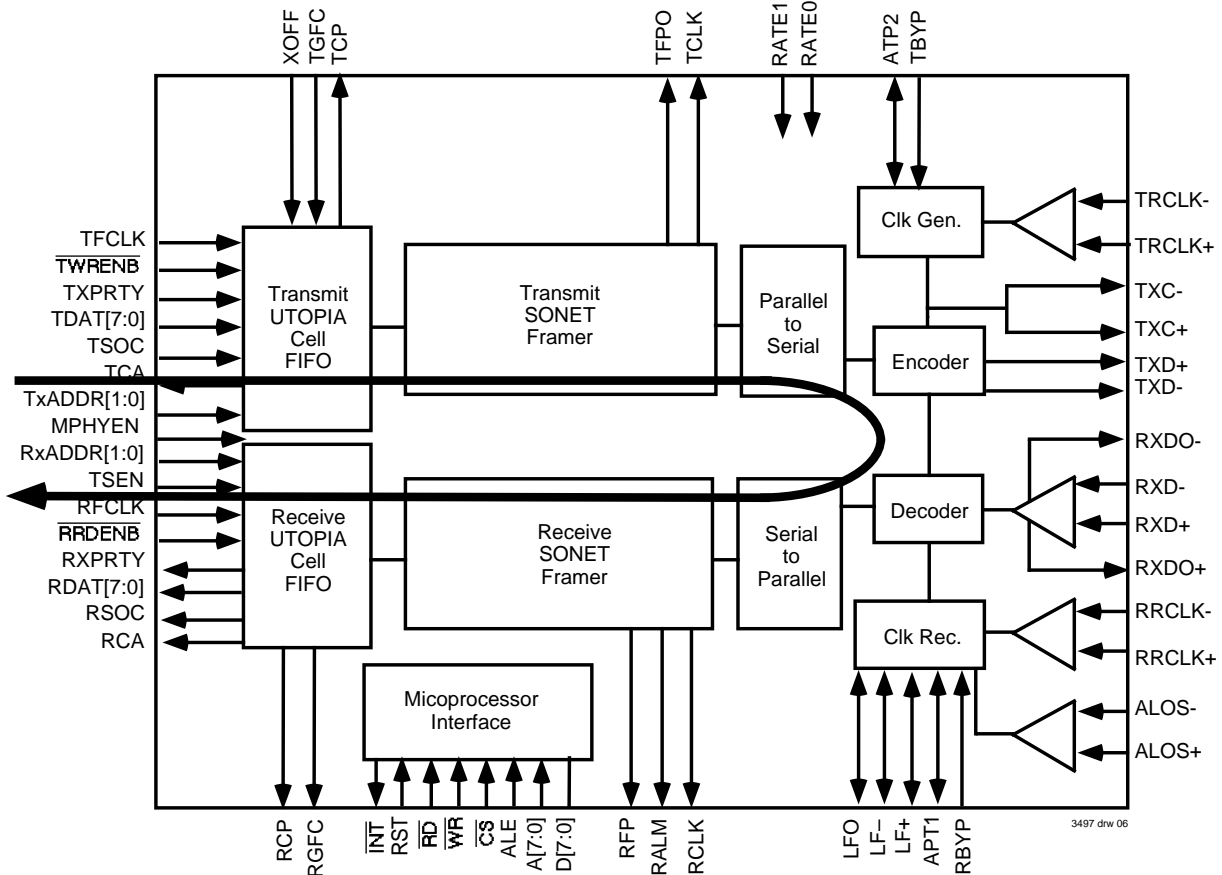 XOFF
TGFC
TCP
TFPO
TCLK
RATE1
RATE0
ATP2
TBYP
TFCLK
TWRENB
TXPRTY
TDAT[7:0]
TSOC
TCA
TxADDR[1:0]
MPHYEN
RxADDR[1:0]
TSEN
RFCLK
RRDENB
RXPRTY
RDAT[7:0]
RSOC
RCA
Transmit
UTOPIA
Cell
FIFO
Transmit
SONET
Framer
Parallel
to
Serial
Clk Gen.
Encoder
Receive
UTOPIA
Cell
FIFO
Receive
SONET
Framer
Serial
to
Parallel
Decoder
Clk Rec.
Micoprocessor
Interface
TRCLK-
TRCLK+
TXC-
TXC+
TXD+
TXD-
RXDO-
RXD-
RXD+
RXDO+
RRCLK-
RRCLK+
ALOS-
ALOS+
RCP
RGFC
INT
RST
RD
WR
CS
ALE
A[7:0]
D[7:0]
RFP
RALM
RCLK
LFO
LF–
LF+
APT1
RBYP
3497 drw 06